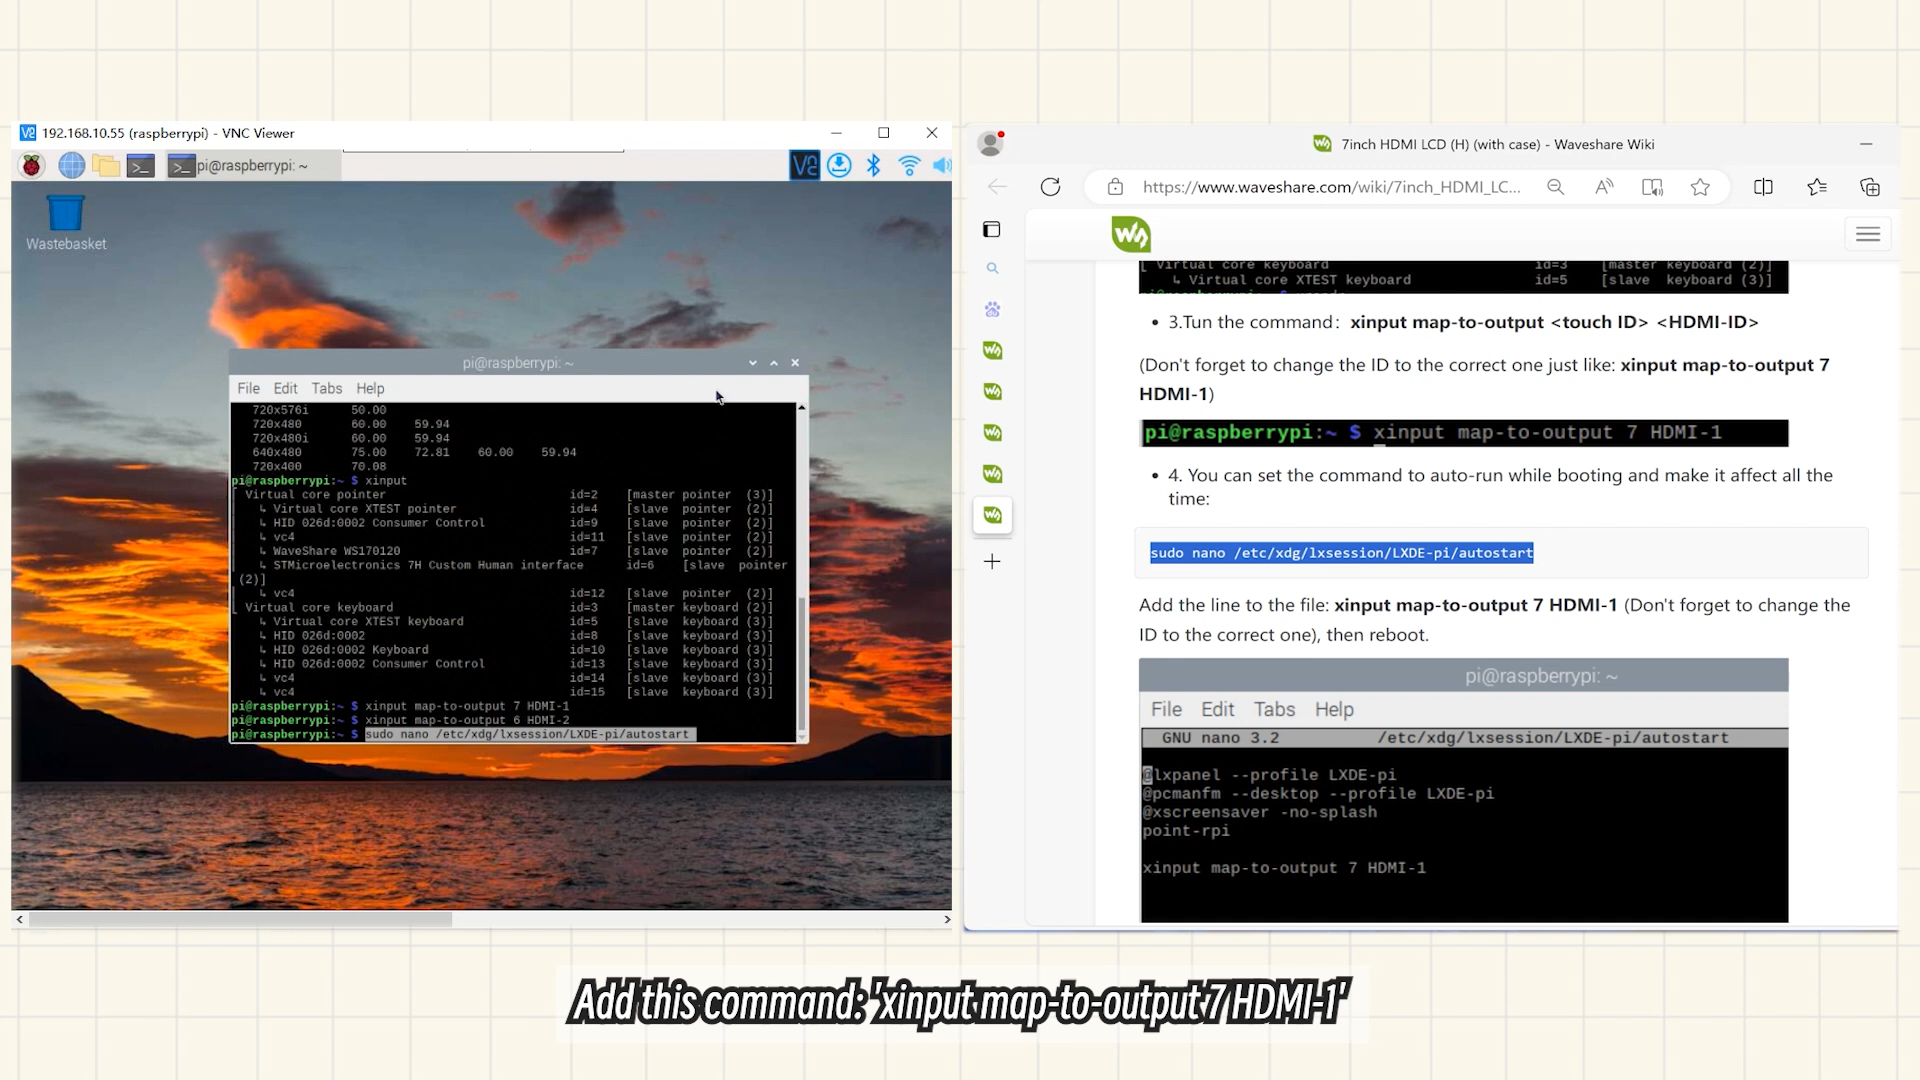 192.168.10.55 (raspberrypi) - VNC Viewer
pi@raspberrypi: ~
Wastebasket
pi@raspberrypi: ~
File Edit Tabs Help
720x576i 50.00
720x480 60.00 59.94
720x480i 60.00 59.94
640x480 75.00 72.81 60.00 59.94
720x400 70.08
pi@raspberrypi:~ $ xinput
⎡ Virtual core pointer id=2 [master pointer (3)]
⎜ ↳ Virtual core XTEST pointer id=4 [slave pointer (2)]
⎜ ↳ HID 026d:0002 Consumer Control id=9 [slave pointer (2)]
⎜ ↳ vc4 id=11 [slave pointer (2)]
⎜ ↳ WaveShare WS170120 id=7 [slave pointer (2)]
⎜ ↳ STMicroelectronics 7H Custom Human interface id=6 [slave pointer
(2)]
⎜ ↳ vc4 id=12 [slave pointer (2)]
⎣ Virtual core keyboard id=3 [master keyboard (2)]
↳ Virtual core XTEST keyboard id=5 [slave keyboard (3)]
↳ HID 026d:0002 id=8 [slave keyboard (3)]
↳ HID 026d:0002 Keyboard id=10 [slave keyboard (3)]
↳ HID 026d:0002 Consumer Control id=13 [slave keyboard (3)]
↳ vc4 id=14 [slave keyboard (3)]
↳ vc4 id=15 [slave keyboard (3)]
pi@raspberrypi:~ $ xinput map-to-output 7 HDMI-1
pi@raspberrypi:~ $ xinput map-to-output 6 HDMI-2
pi@raspberrypi:~ $ sudo nano /etc/xdg/lxsession/LXDE-pi/autostart
7inch HDMI LCD (H) (with case) - Waveshare Wiki
https://www.waveshare.com/wiki/7inch_HDMI_LC...
Virtual core keyboard id=3 [master keyboard (2)]
↳ Virtual core XTEST keyboard id=5 [slave keyboard (3)]
• 3.Tun the command： xinput map-to-output <touch ID> <HDMI-ID>
(Don't forget to change the ID to the correct one just like: xinput map-to-output 7
HDMI-1)
pi@raspberrypi:~ $ xinput map-to-output 7 HDMI-1
• 4. You can set the command to auto-run while booting and make it affect all the
time:
sudo nano /etc/xdg/lxsession/LXDE-pi/autostart
Add the line to the file: xinput map-to-output 7 HDMI-1 (Don't forget to change the
ID to the correct one), then reboot.
pi@raspberrypi: ~
File Edit Tabs Help
GNU nano 3.2 /etc/xdg/lxsession/LXDE-pi/autostart
@lxpanel --profile LXDE-pi
@pcmanfm --desktop --profile LXDE-pi
@xscreensaver -no-splash
point-rpi
xinput map-to-output 7 HDMI-1
Add this command: 'xinput map-to-output 7 HDMI-1'